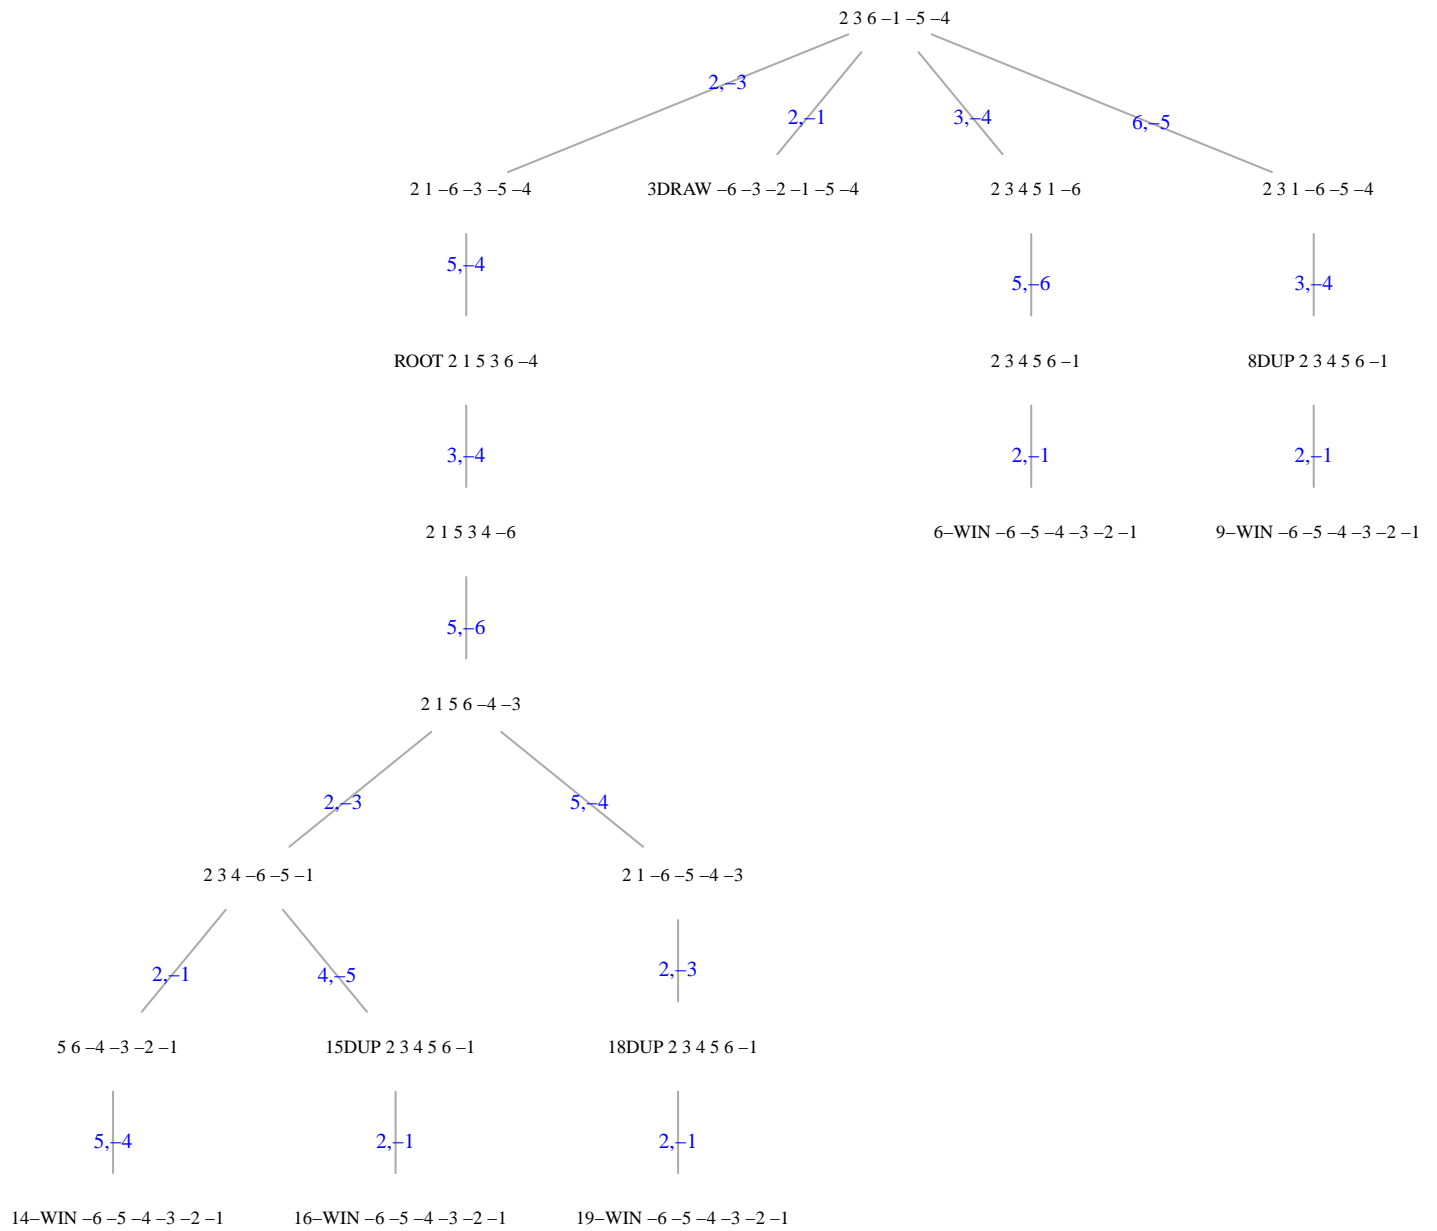 2 3 6 –1 –5 –4
2,–3
2,–1
3,–4
6,–5
2 1 –6 –3 –5 –4
3DRAW –6 –3 –2 –1 –5 –4
2 3 4 5 1 –6
2 3 1 –6 –5 –4
5,–4
5,–6
3,–4
ROOT 2 1 5 3 6 –4
2 3 4 5 6 –1
8DUP 2 3 4 5 6 –1
3,–4
2,–1
2,–1
2 1 5 3 4 –6
6–WIN –6 –5 –4 –3 –2 –1
9–WIN –6 –5 –4 –3 –2 –1
5,–6
2 1 5 6 –4 –3
2,–3
5,–4
2 3 4 –6 –5 –1
2 1 –6 –5 –4 –3
2,–1
4,–5
2,–3
5 6 –4 –3 –2 –1
15DUP 2 3 4 5 6 –1
18DUP 2 3 4 5 6 –1
5,–4
2,–1
2,–1
14–WIN –6 –5 –4 –3 –2 –1
16–WIN –6 –5 –4 –3 –2 –1
19–WIN –6 –5 –4 –3 –2 –1